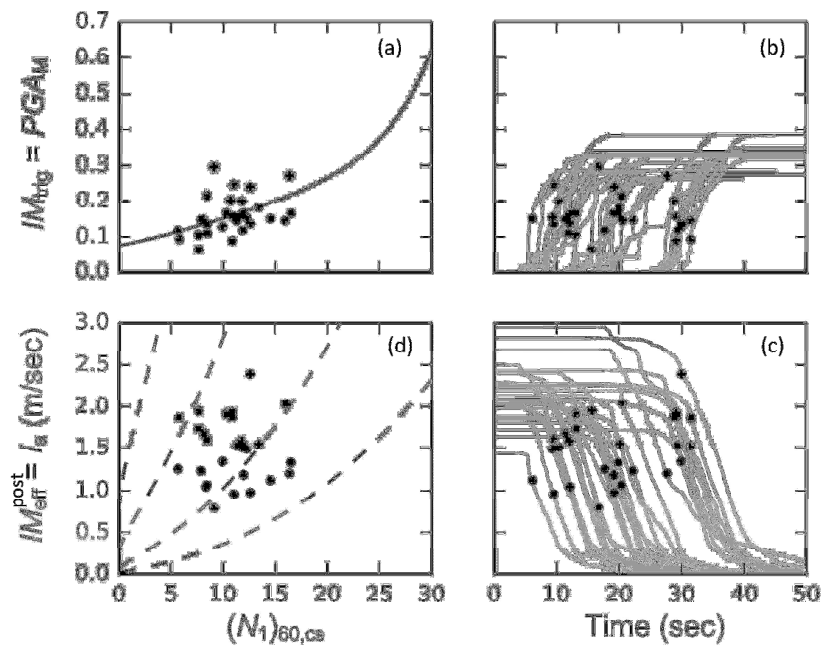 IM_trig = PGA_M
0.7
0.6
0.5
0.4
0.3
0.2
0.1
0.0
(a)
(b)
IM_eff^post = I_a (m/sec)
3.0
2.5
2.0
1.5
1.0
0.5
0.0
(d)
(c)
0 5 10 15 20 25 30
0 10 20 30 40 50
(N_1)_60,cs
Time (sec)